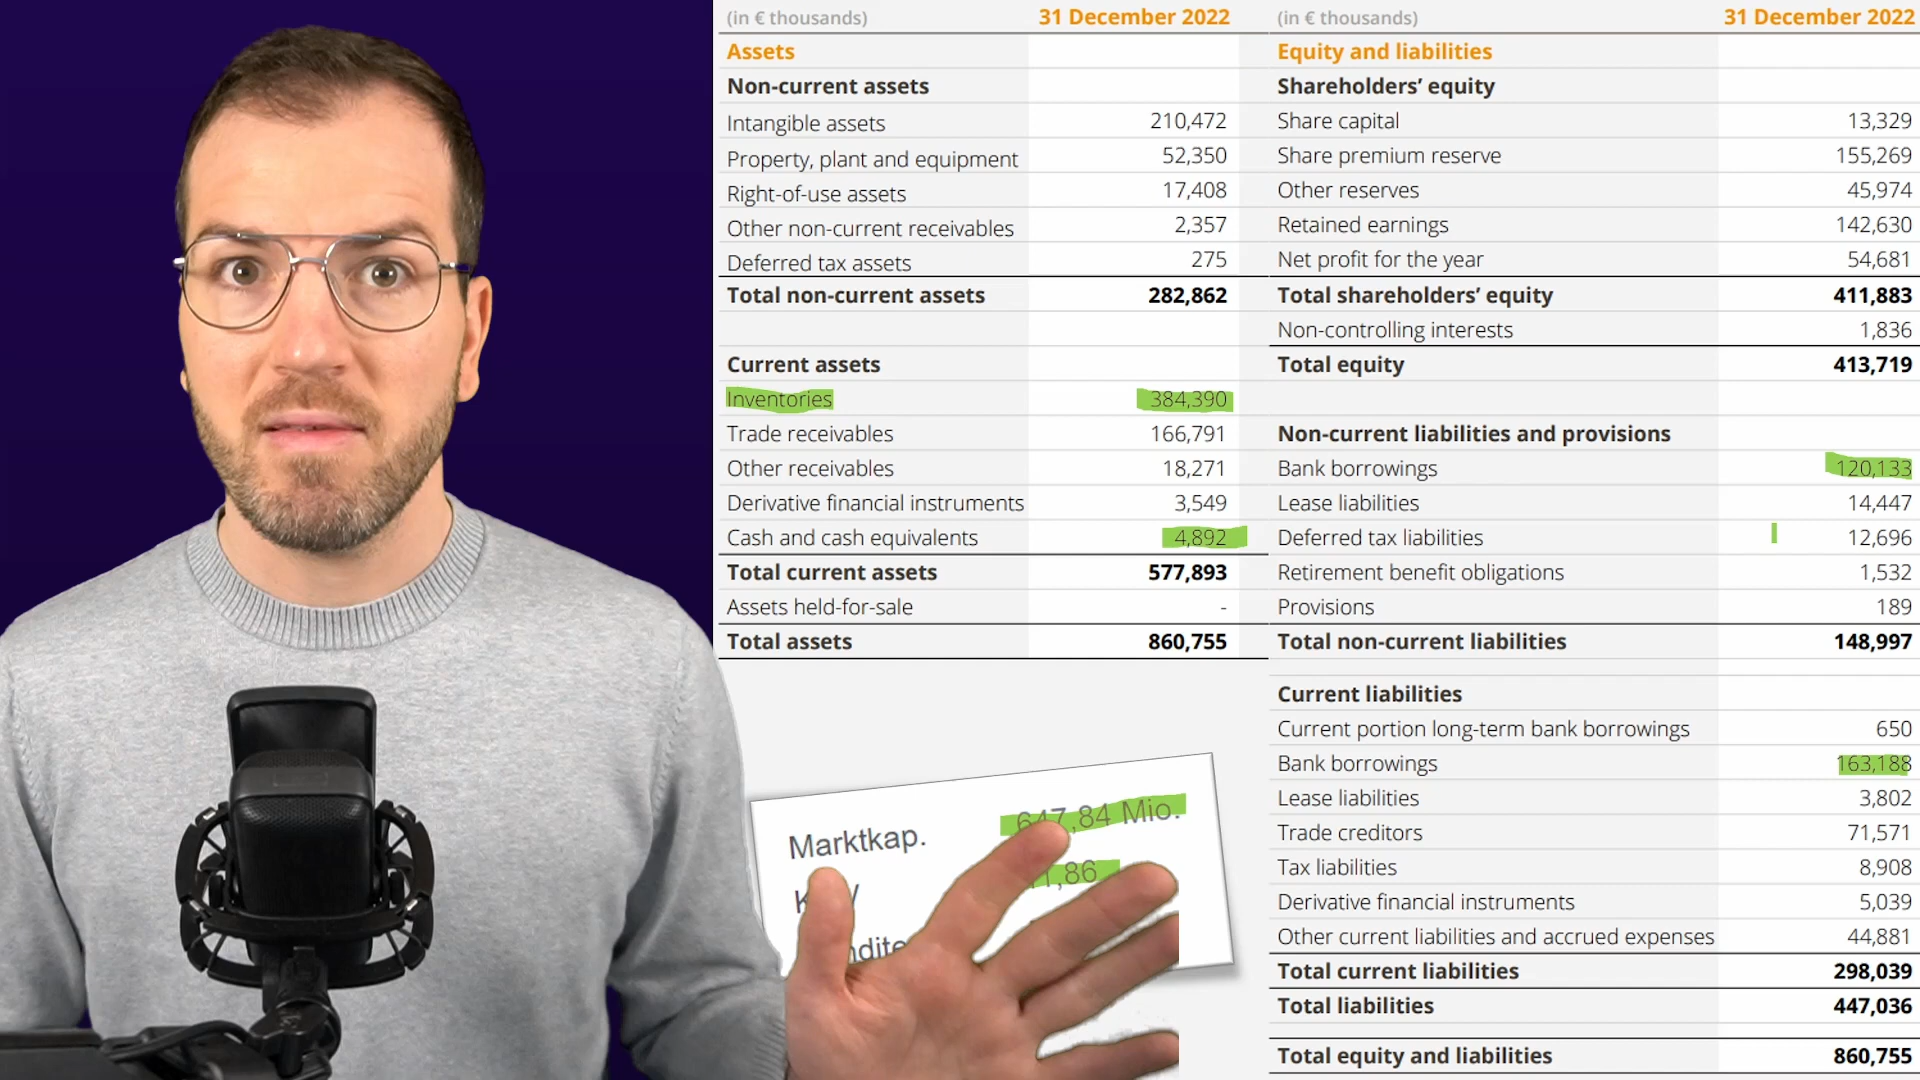 (in € thousands) 31 December 2022
Assets
Non-current assets
Intangible assets 210,472
Property, plant and equipment 52,350
Right-of-use assets 17,408
Other non-current receivables 2,357
Deferred tax assets 275
Total non-current assets 282,862
Current assets
Inventories 384,390
Trade receivables 166,791
Other receivables 18,271
Derivative financial instruments 3,549
Cash and cash equivalents 4,892
Total current assets 577,893
Assets held-for-sale -
Total assets 860,755
Marktkap. 647,84 Mio.
(in € thousands) 31 December 2022
Equity and liabilities
Shareholders’ equity
Share capital 13,329
Share premium reserve 155,269
Other reserves 45,974
Retained earnings 142,630
Net profit for the year 54,681
Total shareholders’ equity 411,883
Non-controlling interests 1,836
Total equity 413,719
Non-current liabilities and provisions
Bank borrowings 120,133
Lease liabilities 14,447
Deferred tax liabilities 12,696
Retirement benefit obligations 1,532
Provisions 189
Total non-current liabilities 148,997
Current liabilities
Current portion long-term bank borrowings 650
Bank borrowings 163,188
Lease liabilities 3,802
Trade creditors 71,571
Tax liabilities 8,908
Derivative financial instruments 5,039
Other current liabilities and accrued expenses 44,881
Total current liabilities 298,039
Total liabilities 447,036
Total equity and liabilities 860,755